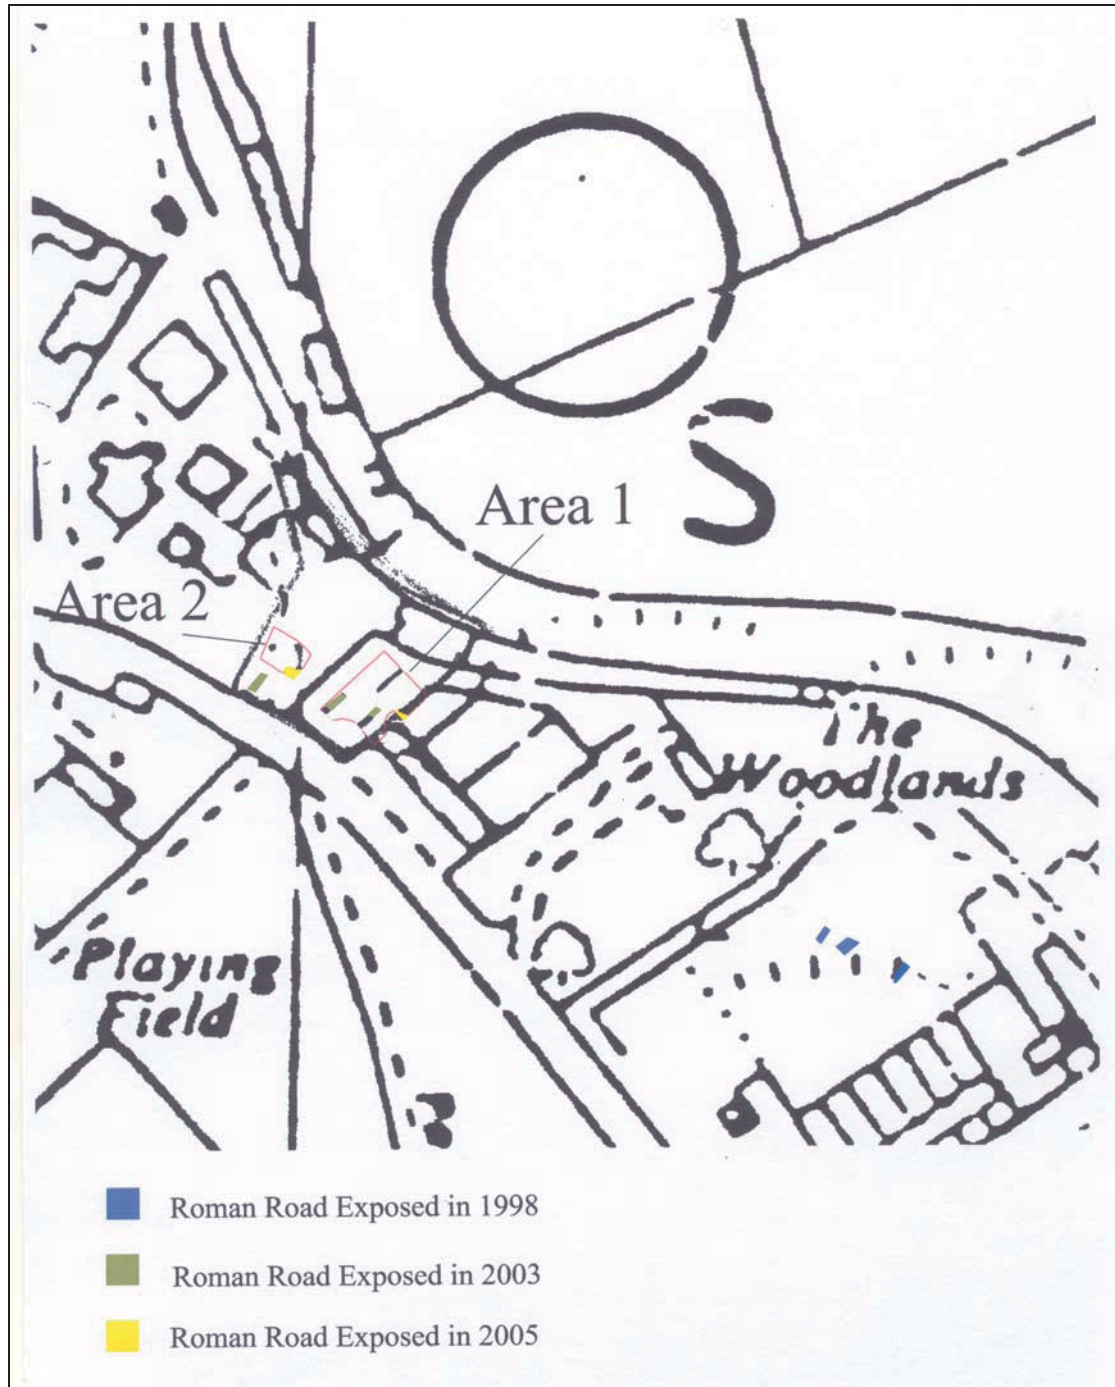 S
Area 1
Area 2
The
Woodlands
Playing
Field
Roman Road Exposed in 1998
Roman Road Exposed in 2003
Roman Road Exposed in 2005